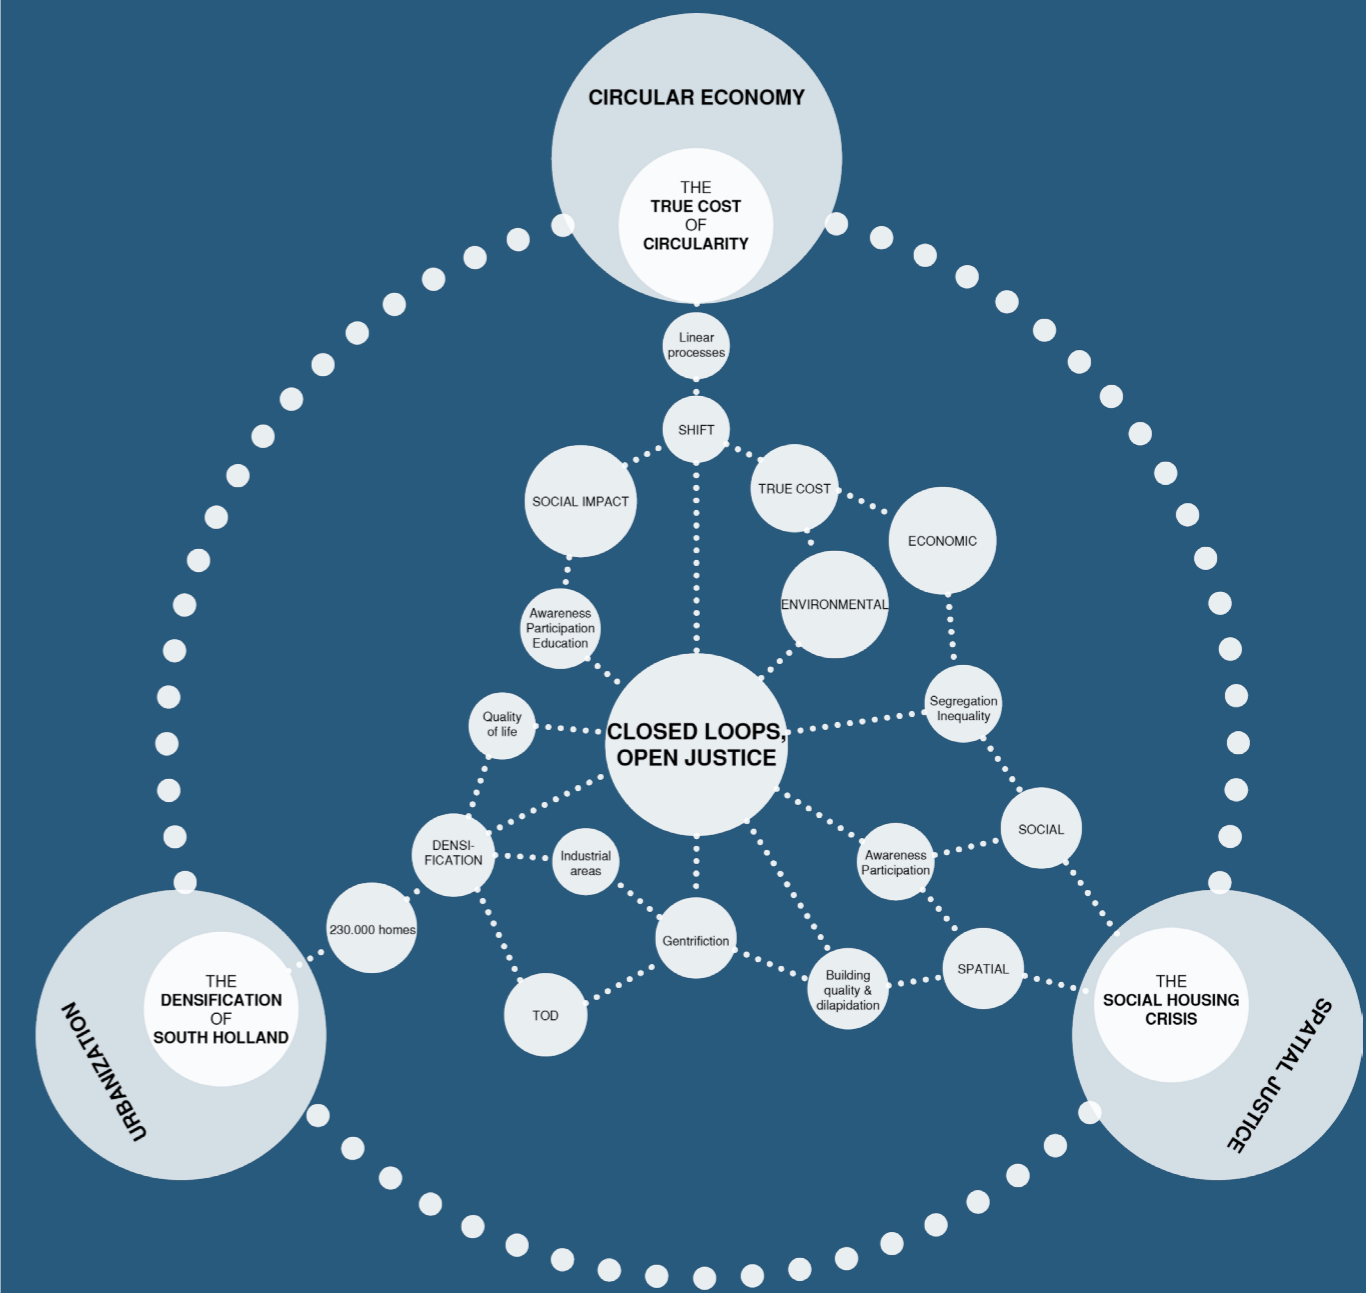 CIRCULAR ECONOMY
THE
TRUE COST
OF
CIRCULARITY
Linear
processes
SHIFT
SOCIAL IMPACT
TRUE COST
ECONOMIC
ENVIRONMENTAL
Awareness
Participation
Education
Quality
of life
CLOSED LOOPS,
OPEN JUSTICE
Segregation
Inequality
DENSI-
FICATION
Industrial
areas
Awareness
Participation
SOCIAL
230.000 homes
Gentrifiction
Building
quality &
dilapidation
SPATIAL
TOD
THE
DENSIFICATION
OF
SOUTH HOLLAND
URBANIZATION
THE
SOCIAL HOUSING
CRISIS
SPATIAL JUSTICE